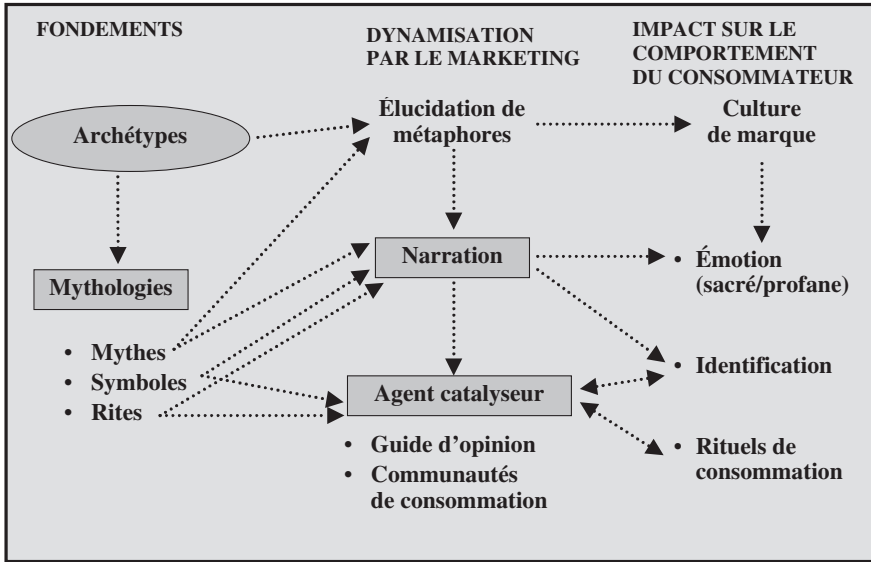 FONDEMENTS
DYNAMISATION
PAR LE MARKETING
IMPACT SUR LE
COMPORTEMENT
DU CONSOMMATEUR
Archétypes
Élucidation de
métaphores
Culture
de marque
Mythologies
Narration
• Émotion
(sacré/profane)
• Mythes
• Symboles
• Rites
Agent catalyseur
• Identification
• Guide d’opinion
• Communautés
de consommation
• Rituels de
consommation